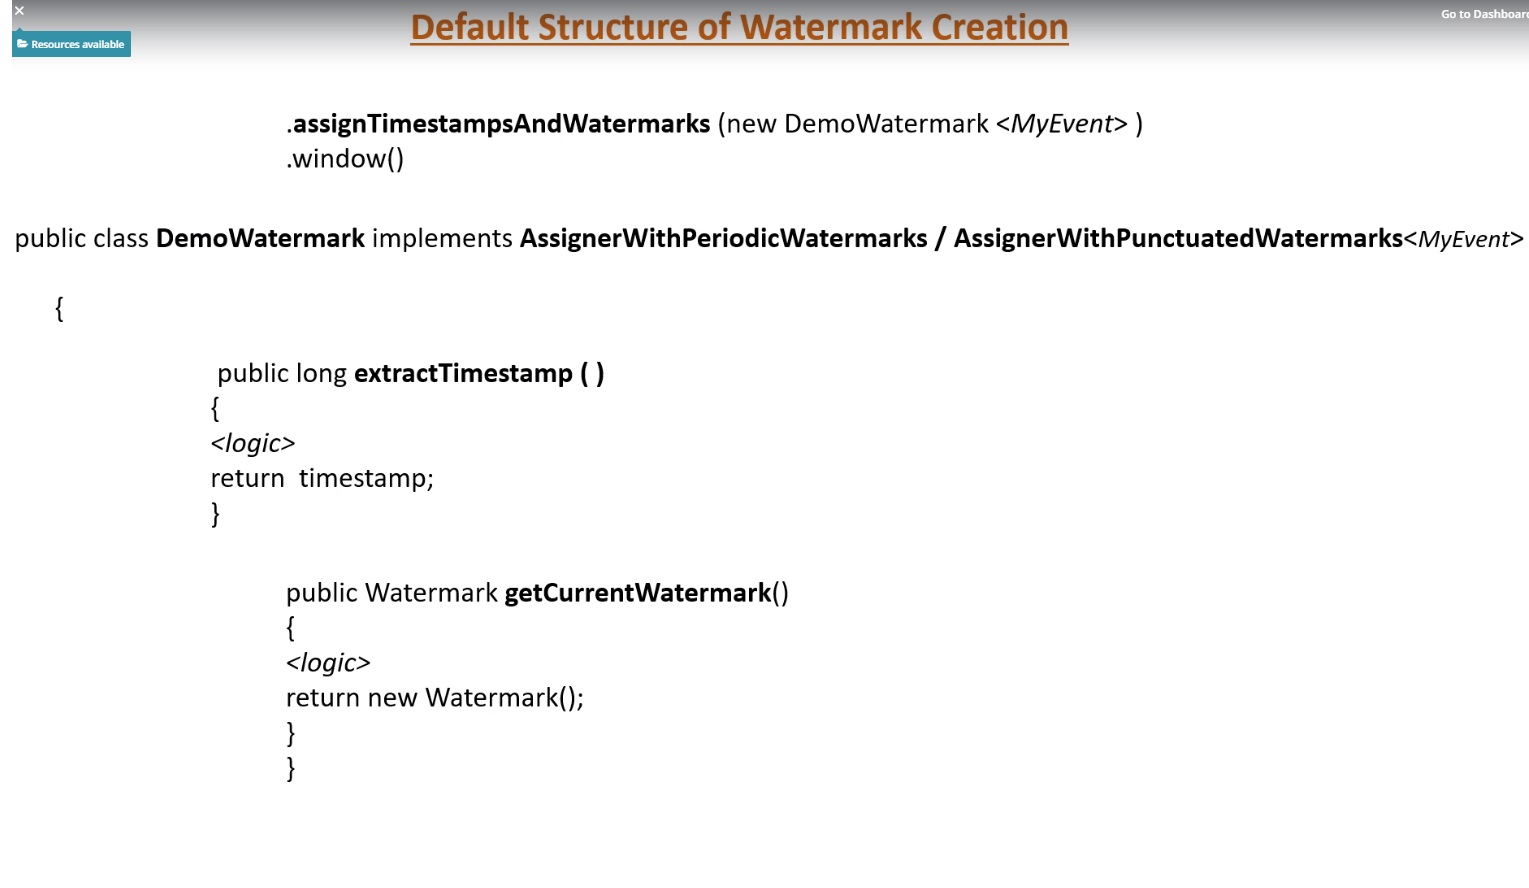 ×
Go to Dashboar
Resources available
Default Structure of Watermark Creation
.assignTimestampsAndWatermarks (new DemoWatermark <MyEvent> )
.window()
public class DemoWatermark implements AssignerWithPeriodicWatermarks / AssignerWithPunctuatedWatermarks<MyEvent>
{
public long extractTimestamp ( )
{
<logic>
return  timestamp;
}
public Watermark getCurrentWatermark()
{
<logic>
return new Watermark();
}
}